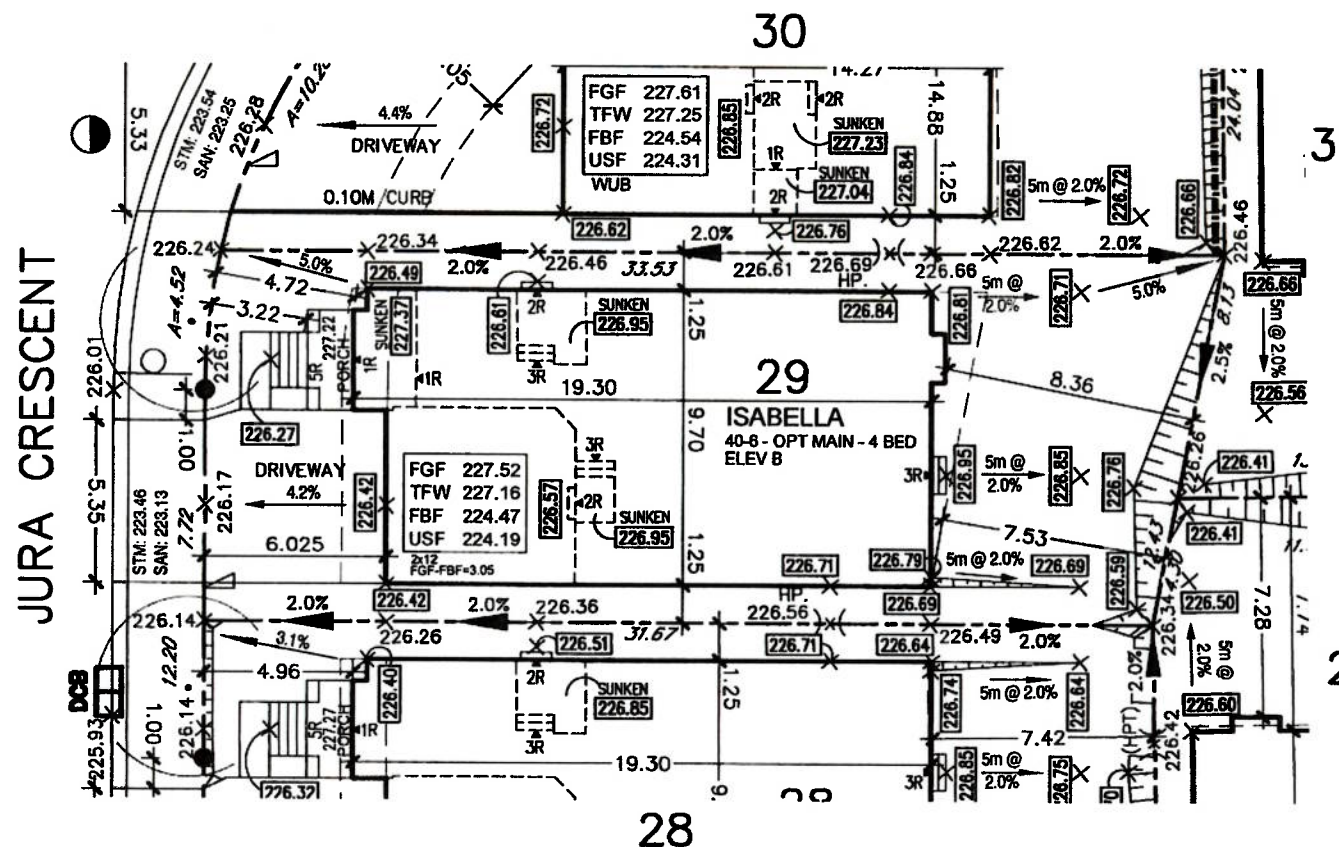 30
JURA CRESCENT
5.33
STM: 223.54
SAN: 223.25
226.28
A=10.20
4.4%
DRIVEWAY
0.10M CURB
226.72
FGF 227.61
TFW 227.25
FBF 224.54
USF 224.31
WUB
226.85
2R
2R
1R
2R
SUNKEN
227.23
SUNKEN
227.04
226.84
14.27
14.88
1.25
226.82
5m @ 2.0%
226.72
226.66
24.04
226.46
3
226.24
226.34
2.0%
226.62
226.46
33.53
2.0%
226.76
226.61
226.69
HP.
226.66
226.62
2.0%
5.0%
4.72
226.49
3.22
A=4.52
226.21
226.01
227.22
PORCH
5R
SUNKEN
227.37
1R
1R
226.61
2R
SUNKEN
226.95
3R
1.25
226.84
226.81
5m @
2.0%
226.71
5.0%
8.13
2.5%
226.66
5m @ 2.0%
226.56
19.30
29
ISABELLA
40-6 - OPT MAIN - 4 BED
ELEV B
8.36
226.27
1.00
5.35
DRIVEWAY
4.2%
226.42
226.17
7.72
STM: 223.46
SAN: 223.13
6.025
FGF 227.52
TFW 227.16
FBF 224.47
USF 224.19
2x12
FGF-FBF=3.05
226.57
3R
2R
SUNKEN
226.95
9.70
1.25
3R
226.95
5m @
2.0%
226.85
226.76
226.26
226.41
226.41
7.53
12.43
4.30
226.79
5m @ 2.0%
226.69
226.59
226.50
7.28
226.71
HP.
226.69
226.14
2.0%
226.42
2.0%
226.36
226.56
226.34
226.26
31.67
226.49
2.0%
3.1%
226.51
226.71
226.64
12.20
4.96
226.40
2R
SUNKEN
226.85
3R
1.25
226.74
5m @ 2.0%
226.64
2.0%
5m @
2.0%
226.60
DCB
225.93
1.00
226.14
5R
227.27
PORCH
1R
226.32
19.30
7.42
3R
226.85
5m @
2.0%
226.75
(HPT)
226.42
28